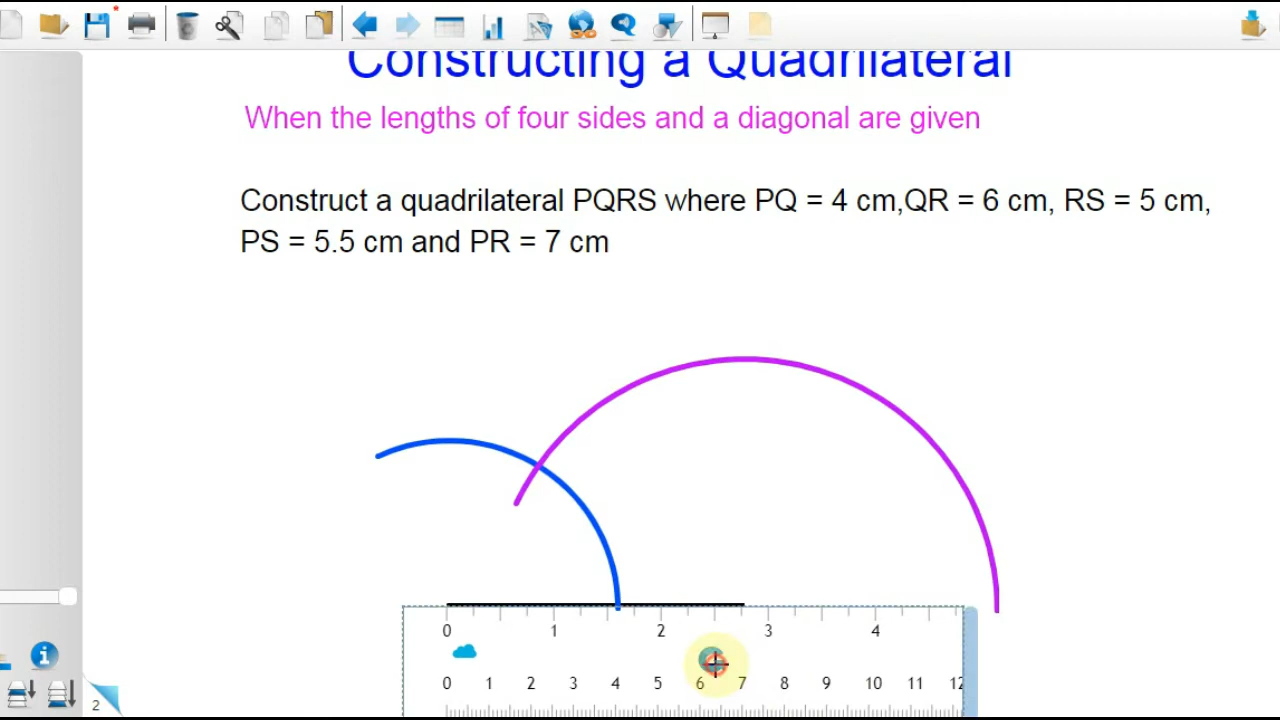 Constructing a Quadrilateral
When the lengths of four sides and a diagonal are given
Construct a quadrilateral PQRS where PQ = 4 cm,QR = 6 cm, RS = 5 cm,
PS = 5.5 cm and PR = 7 cm
0 1 2 3 4
0 1 2 3 4 5 6 7 8 9 10 11 12
2